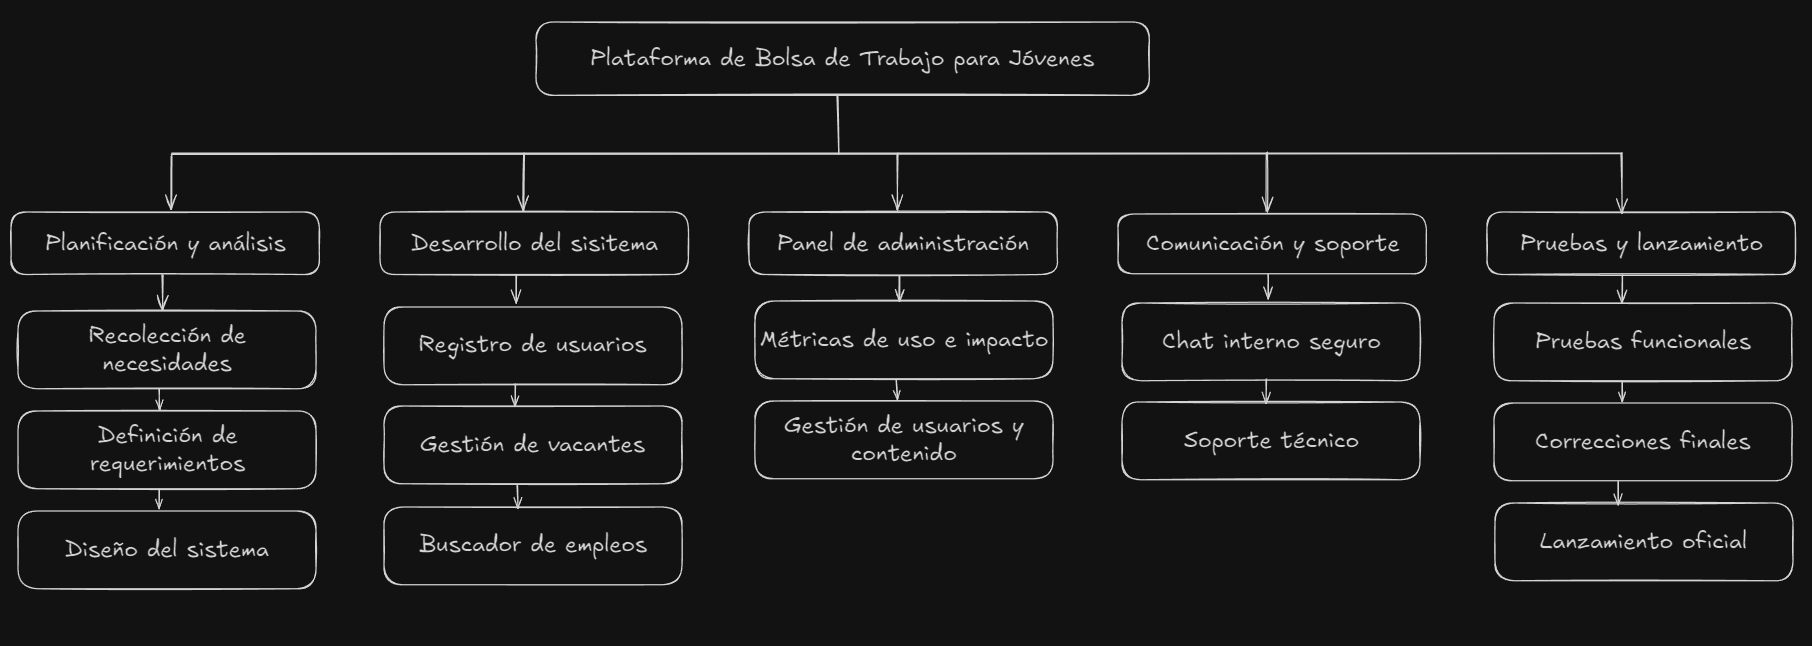 Plataforma de Bolsa de Trabajo para Jóvenes
Planificación y análisis
Recolección de
necesidades
Definición de
requerimientos
Diseño del sistema
Desarrollo del sisitema
Registro de usuarios
Gestión de vacantes
Buscador de empleos
Panel de administración
Métricas de uso e impacto
Gestión de usuarios y
contenido
Comunicación y soporte
Chat interno seguro
Soporte técnico
Pruebas y lanzamiento
Pruebas funcionales
Correcciones finales
Lanzamiento oficial